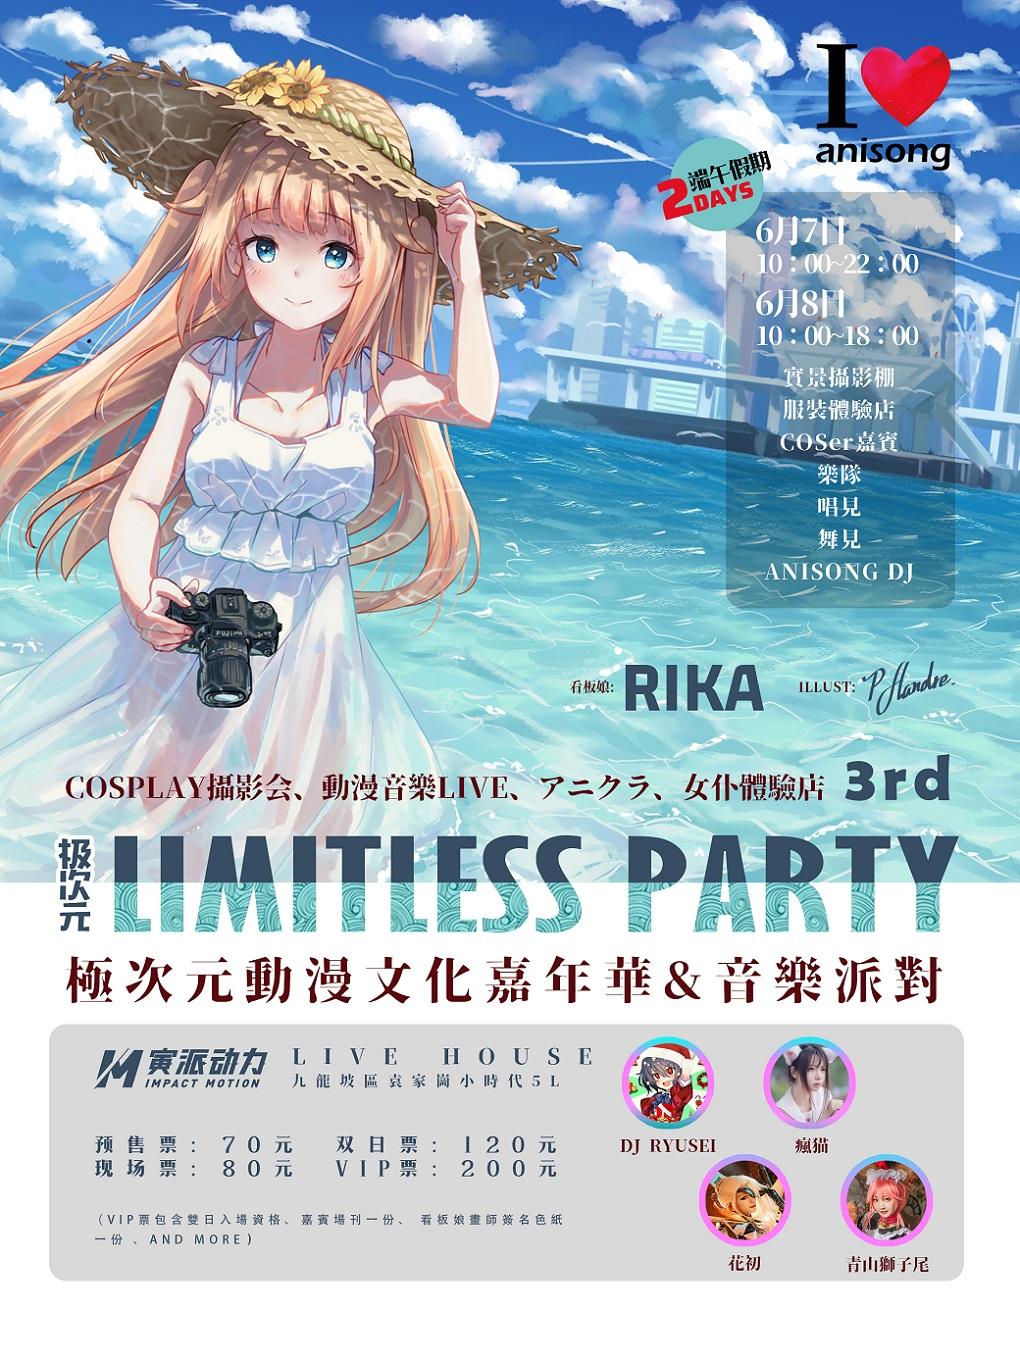 I
anisong
端午假期
2DAYS
6月7日
10：00~22：00
6月8日
10：00~18：00
實景攝影棚
服裝體驗店
COSer嘉賓
樂隊
唱見
舞見
ANISONG DJ
FUJIMA
看板娘: RIKA ILLUST:
COSPLAY攝影会、動漫音樂LIVE、アニクラ、女仆體驗店 3rd
极次元
LIMITLESS PARTY
極次元動漫文化嘉年華&音樂派對
寅派动力
IMPACT MOTION
LIVE HOUSE
九龍坡區袁家崗小時代5L
预售票：70元 双日票：120元
现场票：80元 VIP票：200元
（VIP票包含雙日入場資格、嘉賓場刊一份、看板娘畫師簽名色紙
一份、AND MORE）
DJ RYUSEI
瘋猫
花初
青山獅子尾